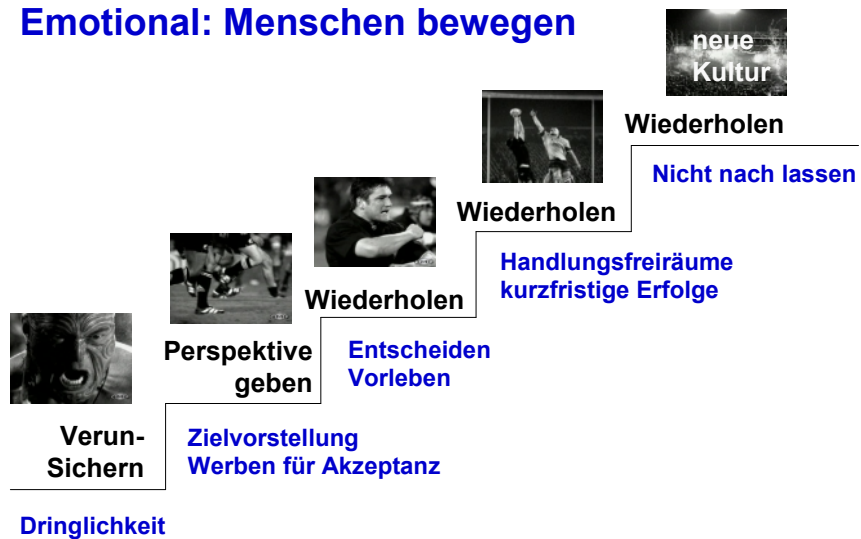 Emotional: Menschen bewegen
neue
Kultur
Wiederholen
Nicht nach lassen
Wiederholen
Handlungsfreiräume
kurzfristige Erfolge
Wiederholen
Entscheiden
Vorleben
Perspektive
geben
Zielvorstellung
Werben für Akzeptanz
Verun-
Sichern
Dringlichkeit